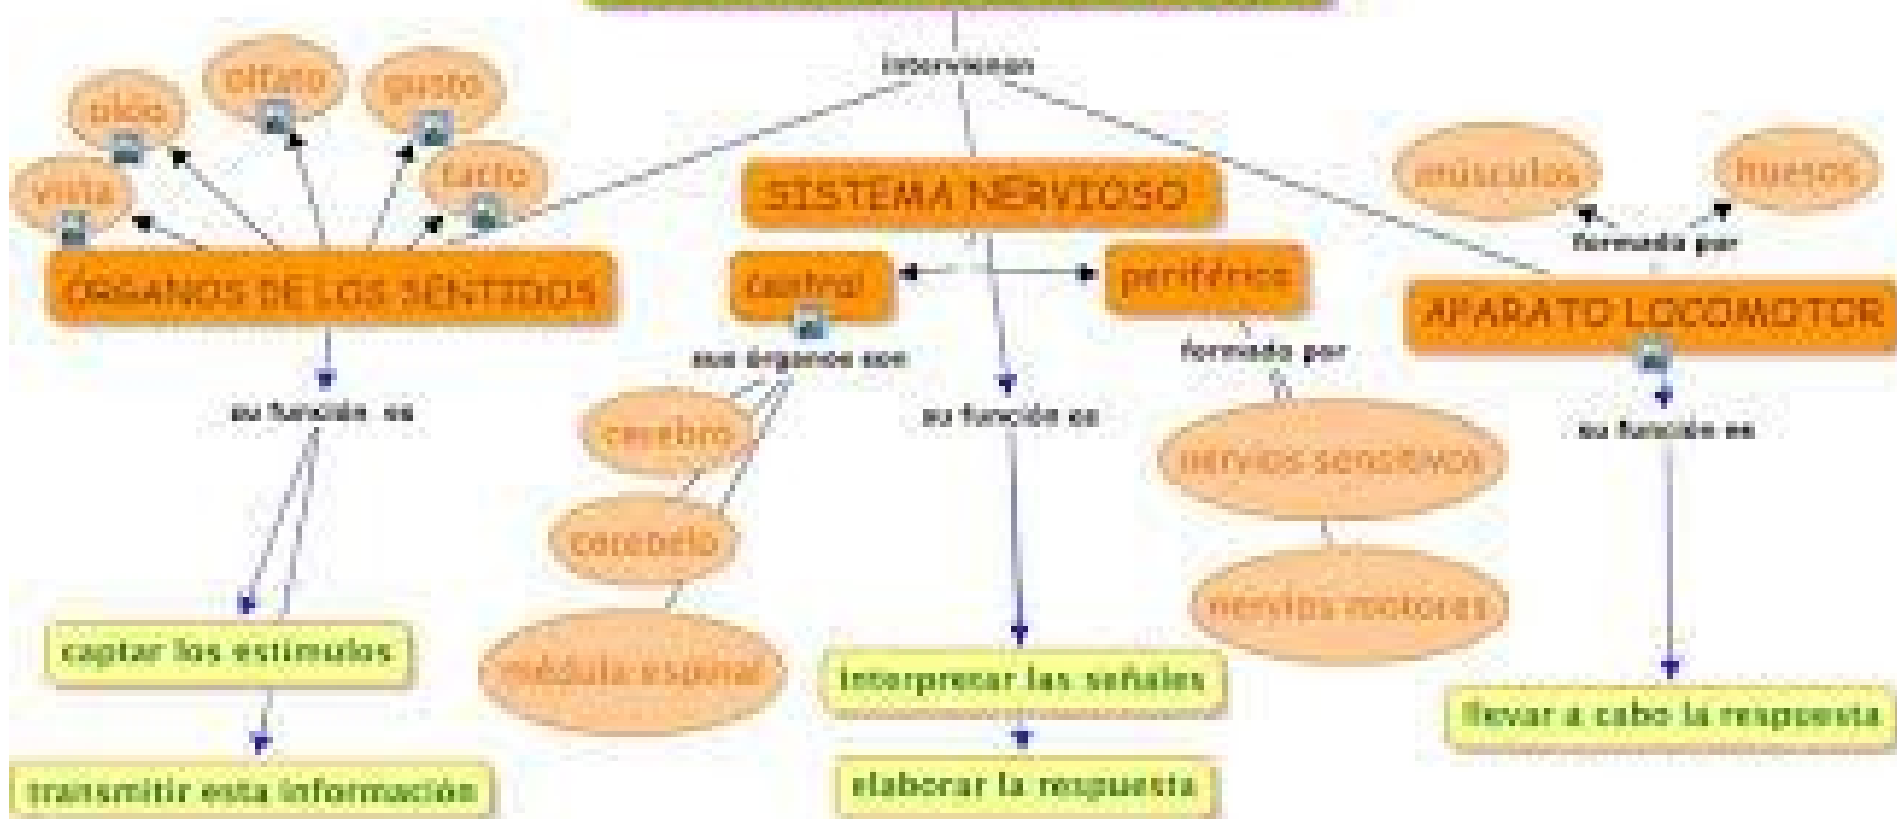 intervienen
olfato
gusto
oído
tacto
vista
músculos
huesos
SISTEMA NERVIOSO
formado por
ÓRGANOS DE LOS SENTIDOS
central
periférico
APARATO LOCOMOTOR
sus órganos son
formado por
su función es
su función es
su función es
cerebro
nervios sensitivos
cerebelo
nervios motores
médula espinal
captar los estímulos
interpretar las señales
llevar a cabo la respuesta
transmitir esta información
elaborar la respuesta